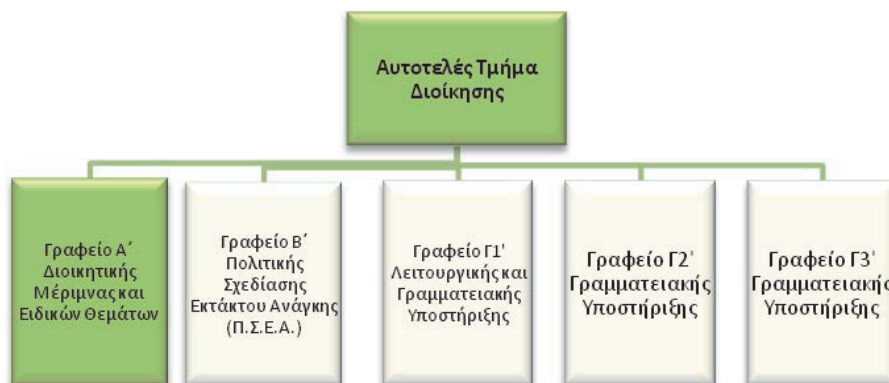 Αυτοτελές Τμήμα
Διοίκησης
Γραφείο Α΄
Διοικητικής
Μέριμνας και
Ειδικών Θεμάτων
Γραφείο Β΄
Πολιτικής
Σχεδίασης
Εκτάκτου Ανάγκης
(Π.Σ.Ε.Α.)
Γραφείο Γ1'
Λειτουργικής και
Γραμματειακής
Υποστήριξης
Γραφείο Γ2'
Γραμματειακής
Υποστήριξης
Γραφείο Γ3'
Γραμματειακής
Υποστήριξης